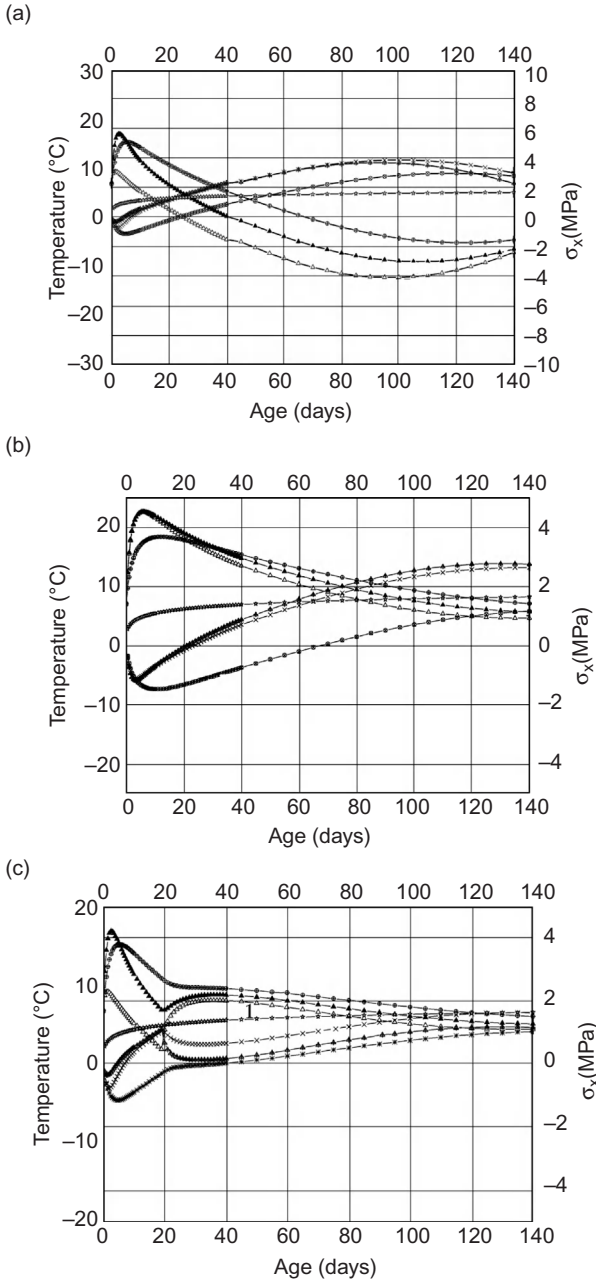 (a)
0 20 40 60 80 100 120 140
30 10
8
20 6
4
10 2
0 0
–2
–10 –4
–20 –6
–8
–30 –10
0 20 40 60 80 100 120 140
Temperature (°C)
σx(MPa)
Age (days)
(b)
0 20 40 60 80 100 120 140
20 4
10 2
0 0
–10 –2
–20 –4
0 20 40 60 80 100 120 140
Temperature (°C)
σx(MPa)
Age (days)
(c)
0 20 40 60 80 100 120 140
20
4
10 2
1
0 0
–10 –2
–4
–20
0 20 40 60 80 100 120 140
Temperature (°C)
σx(MPa)
Age (days)